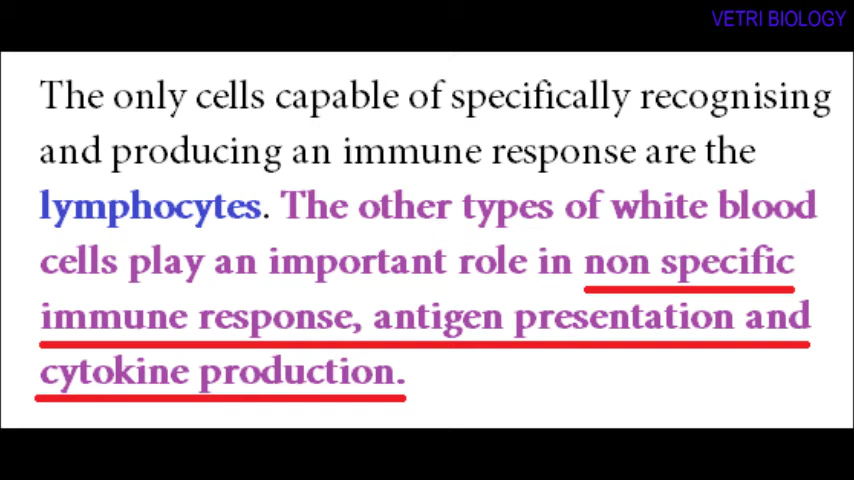 VETRI BIOLOGY
The only cells capable of specifically recognising
and producing an immune response are the
lymphocytes. The other types of white blood
cells play an important role in non specific
immune response, antigen presentation and
cytokine production.